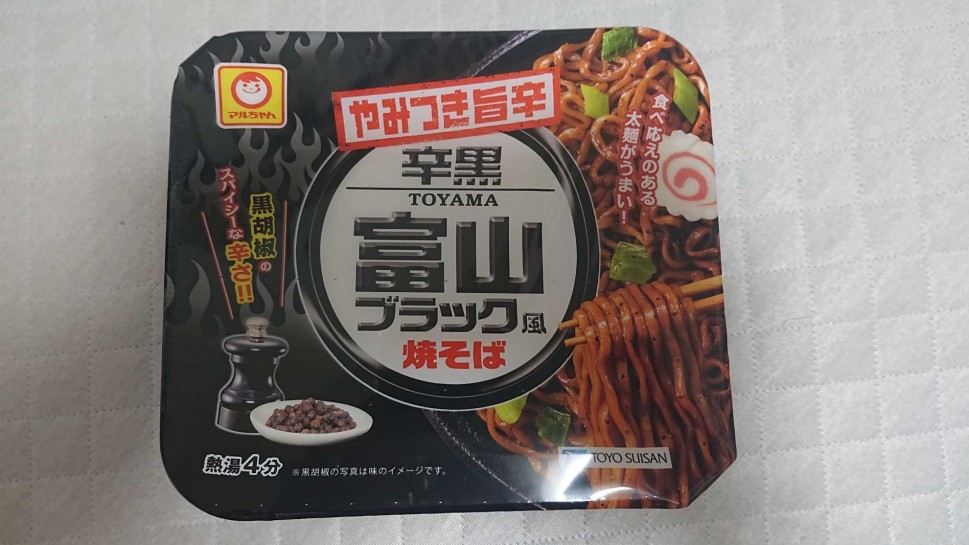 マルちゃん
やみつき旨辛
辛黒
TOYAMA
富山
ブラック風
焼そば
食べ応えのある
太麺がうまい!
黒胡椒の
スパイシーな辛さ!!
熱湯4分
※黒胡椒の写真は味のイメージです。
TOYO SUISAN